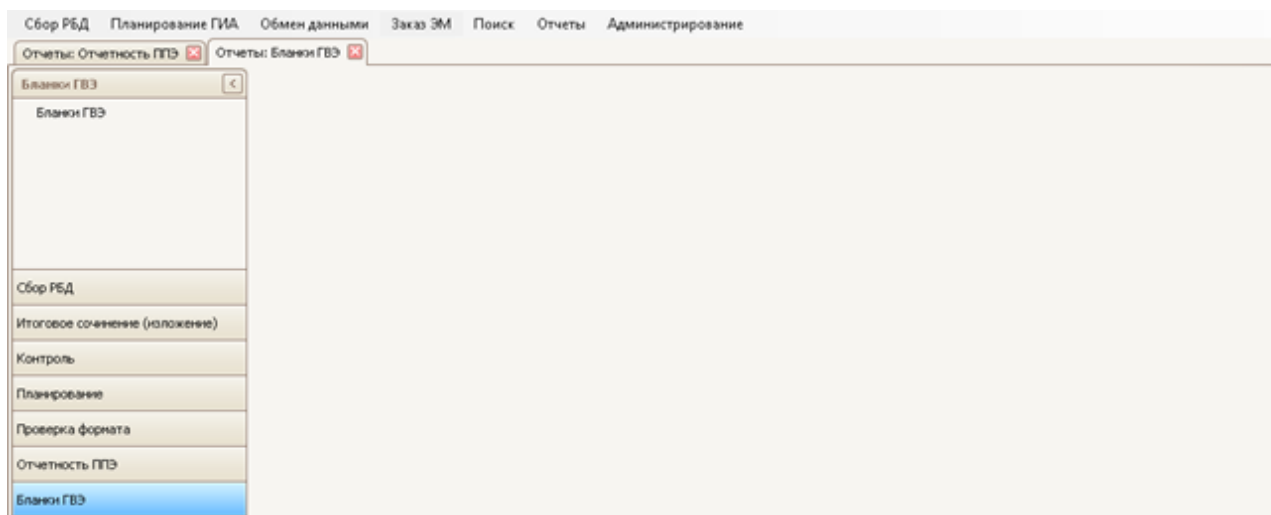 Сбор РБД Планирование ГИА Обмен данными Заказ ЭМ Поиск Отчеты Администрирование
Отчеты: Отчетность ППЭ Отчеты: Бланки ГВЭ
Бланки ГВЭ
Бланки ГВЭ
Сбор РБД
Итоговое сочинение (изложение)
Контроль
Планирование
Проверка формата
Отчетность ППЭ
Бланки ГВЭ